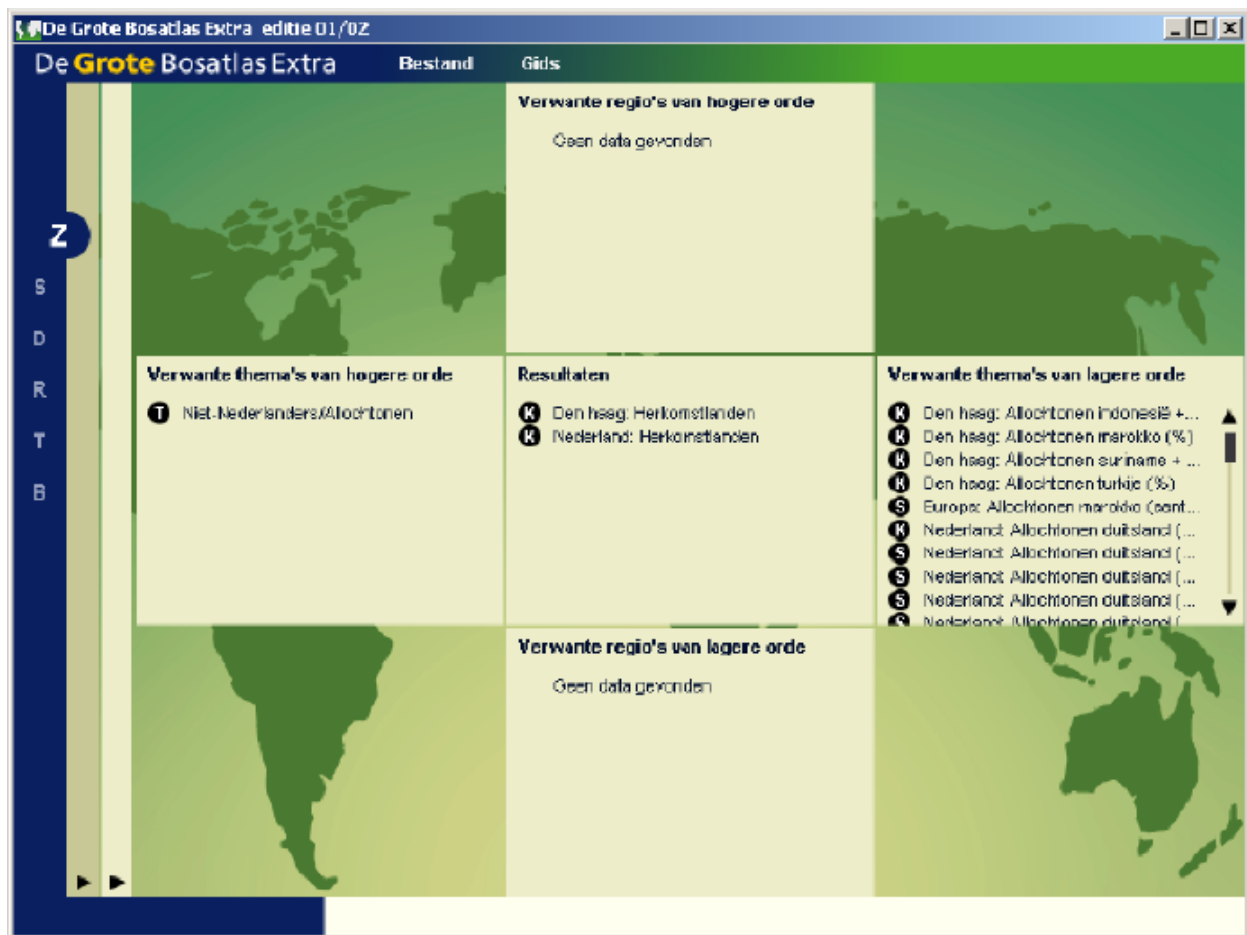 De Grote Bosatlas Extra editie 01/02
De Grote Bosatlas Extra Bestand Gids
Verwante regio's van hogere orde
Geen data gevonden
Z
S
D
R
T
B
Verwante thema's van hogere orde
T Niet-Nederlanders/Allochtonen
Resultaten
K Den haag: Herkomstlanden
K Nederland: Herkomstlanden
Verwante thema's van lagere orde
K Den haag: Allochtonen indonesië +...
K Den haag: Allochtonen marokko (%)
K Den haag: Allochtonen suriname + ...
K Den haag: Allochtonen turkije (%)
S Europa: Allochtonen marokko (aant...
K Nederland: Allochtonen duitsland (...
S Nederland: Allochtonen duitsland (...
S Nederland: Allochtonen duitsland (...
S Nederland: Allochtonen duitsland (...
S Nederland: Allochtonen duitsland (...
Verwante regio's van lagere orde
Geen data gevonden